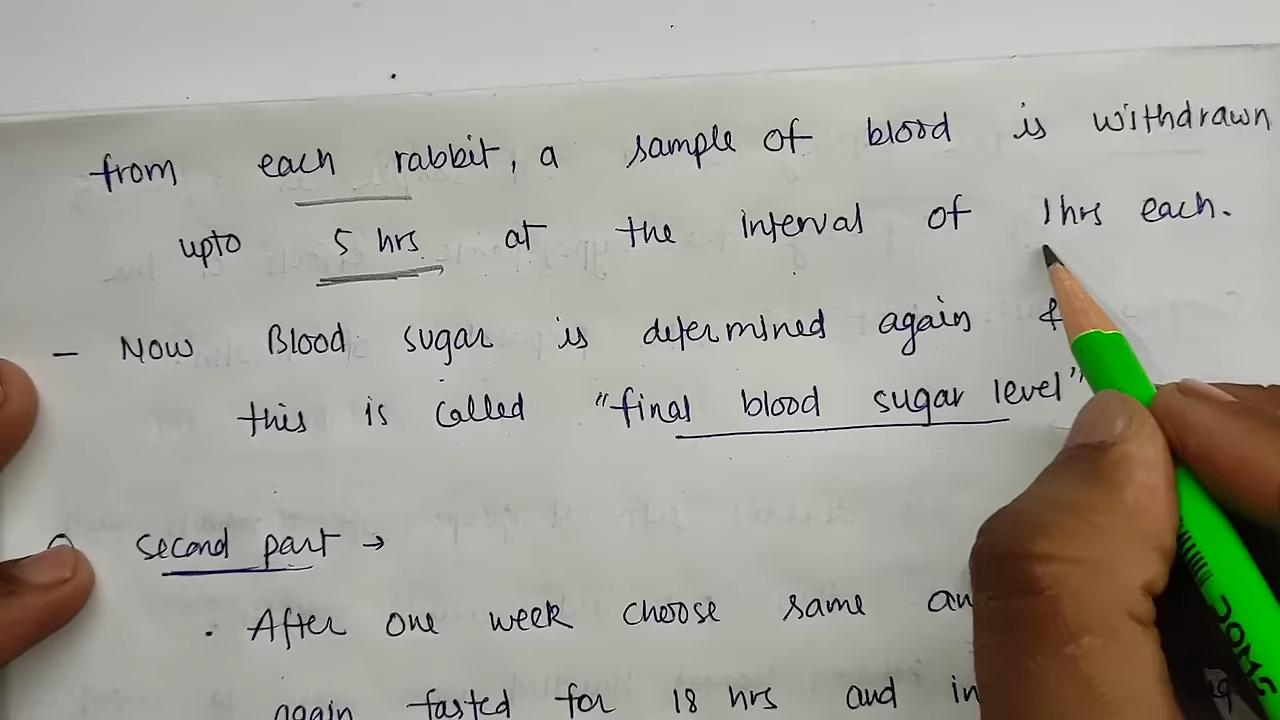 from each rabbit, a sample of blood is withdrawn
upto 5 hrs at the interval of 1hrs each.
- Now Blood sugar is determined again &
this is called "final blood sugar level"
second part →
. After one week choose same
again fasted for 18 hrs and
DOMS